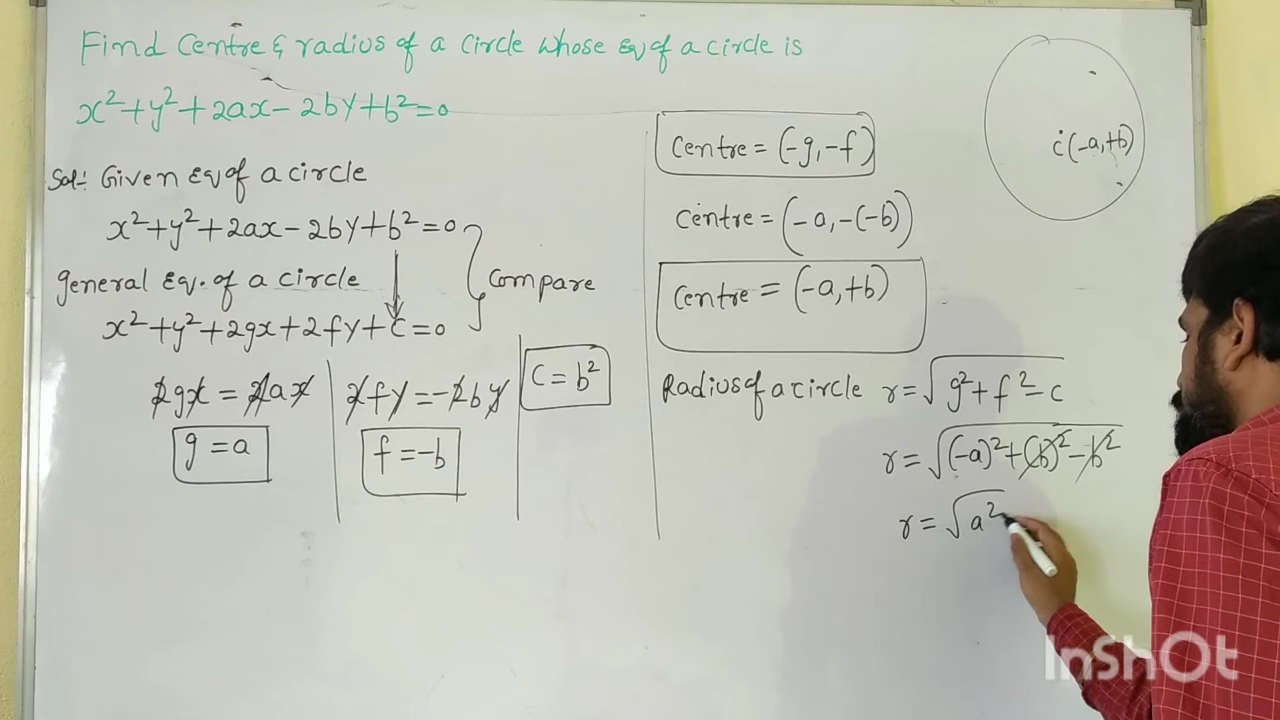 Find Centre & radius of a circle whose Eq of a circle is
x²+y²+2ax-2by+b²=0
Sol:- Given Eq of a circle
x²+y²+2ax-2by+b²=0
general Eq. of a circle
compare
x²+y²+2gx+2fy+c=0
2gx = 2ax
g = a
2fy = -2by
f = -b
c = b²
Centre = (-g, -f)
Centre = (-a, -(-b))
Centre = (-a, +b)
Radius of a circle r = √g²+f²-c
r = √(-a)²+(b)²-b²
r = √a²
c(-a,+b)
InShOt